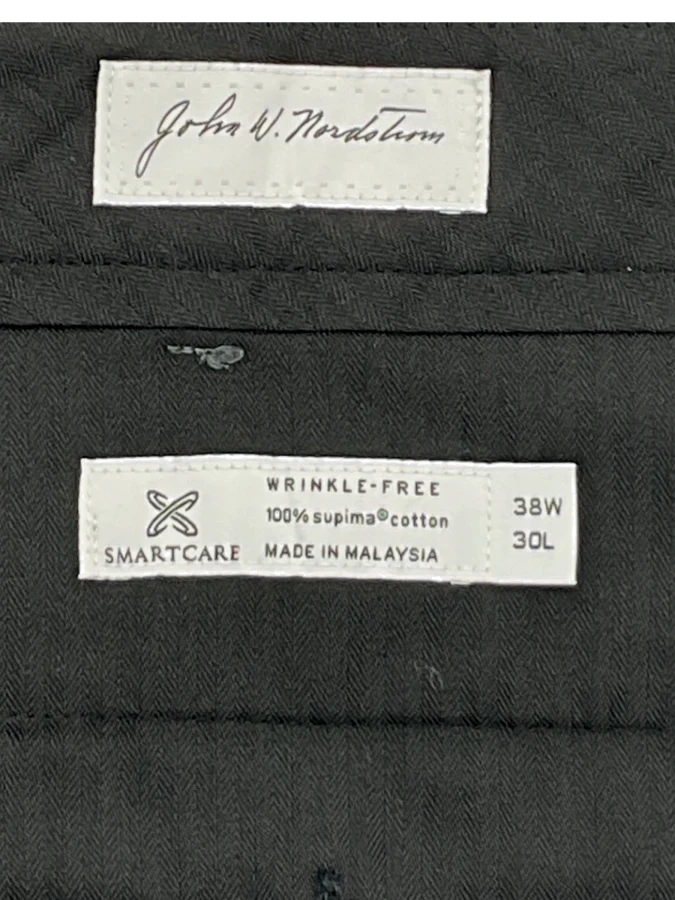 John W. Nordstrom
WRINKLE-FREE
100% supima® cotton
SMARTCARE
MADE IN MALAYSIA
38W
30L